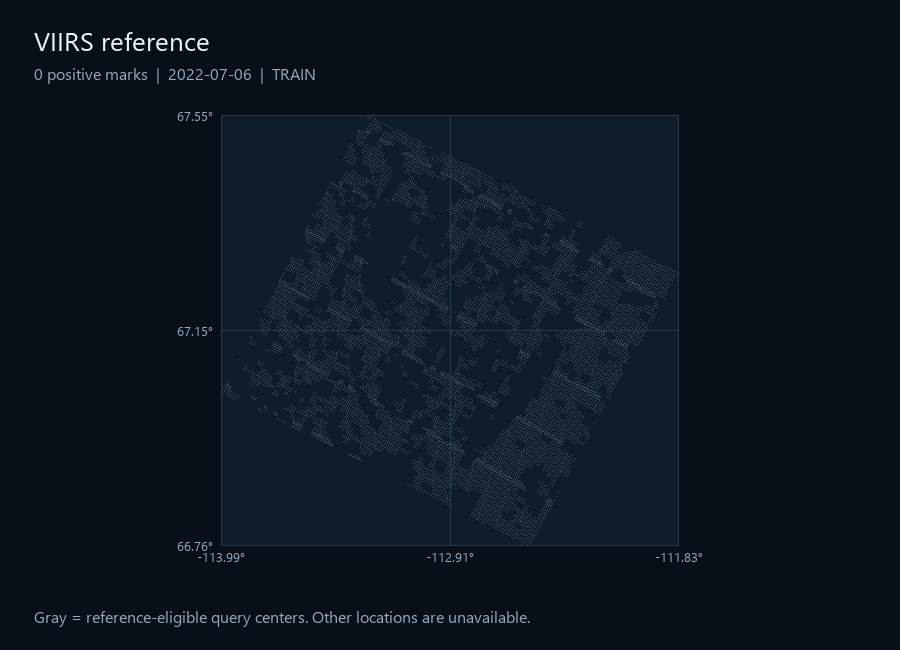 VIIRS reference
0 positive marks | 2022-07-06 | TRAIN
67.55°
67.15°
66.76°
-113.99°
-112.91°
-111.83°
Gray = reference-eligible query centers. Other locations are unavailable.